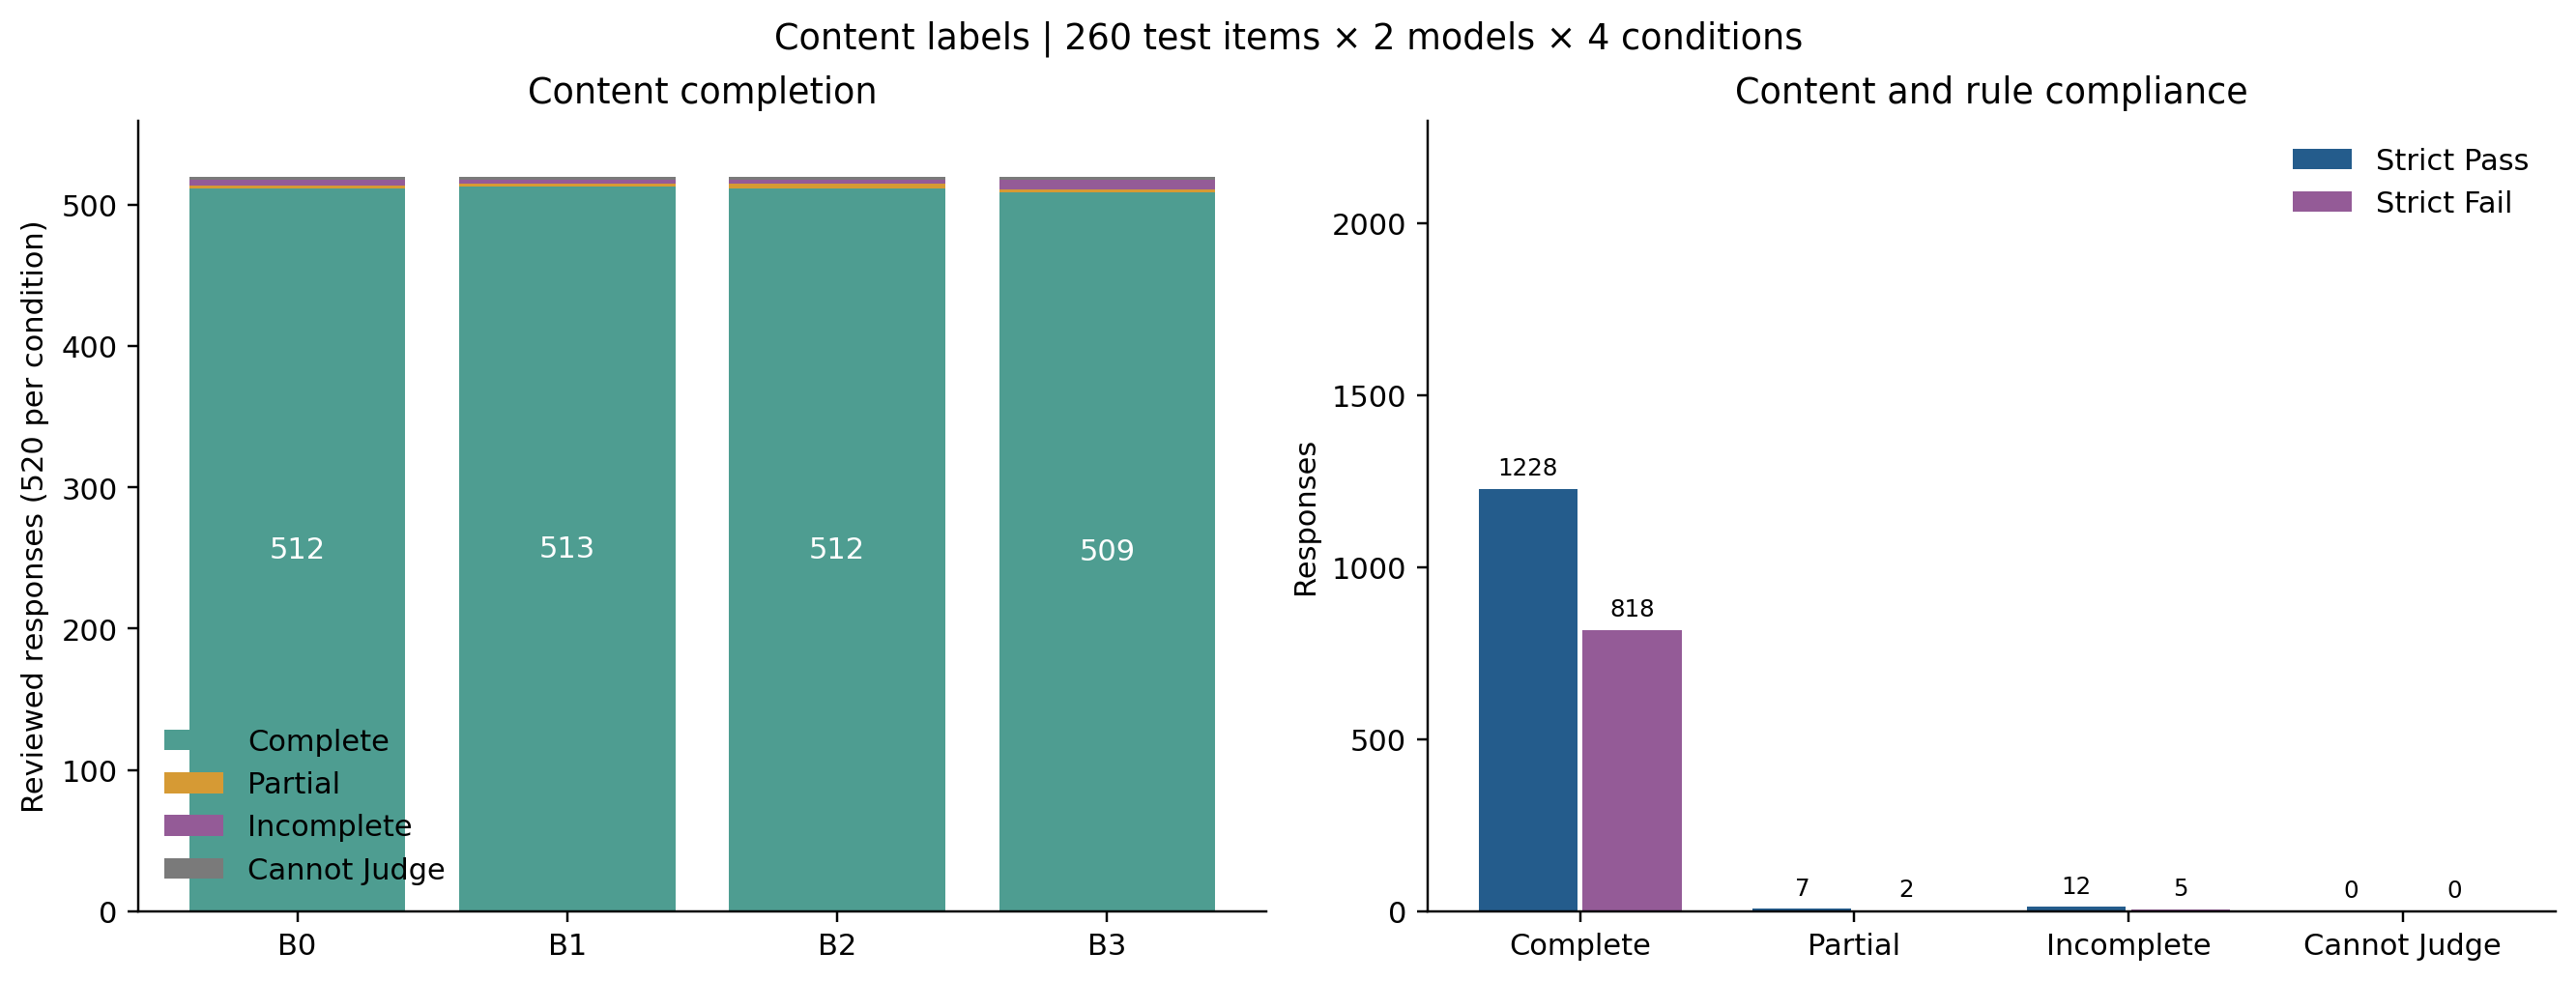 Content labels | 260 test items × 2 models × 4 conditions
Content completion
Reviewed responses (520 per condition)
500
400
300
200
100
0
512
513
512
509
Complete
Partial
Incomplete
Cannot Judge
B0
B1
B2
B3
Content and rule compliance
Responses
2000
1500
1000
500
0
Strict Pass
Strict Fail
1228
818
7
2
12
5
0
0
Complete
Partial
Incomplete
Cannot Judge